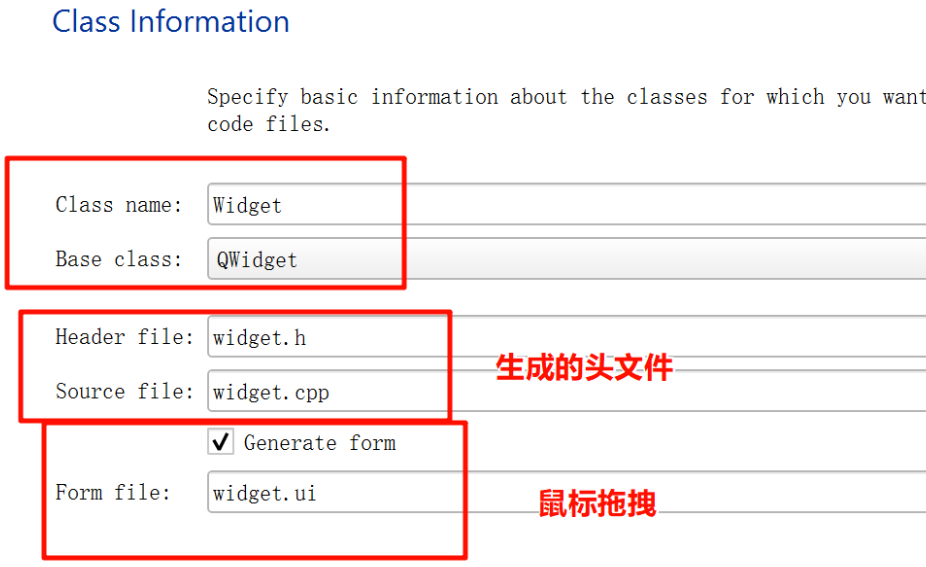 Class Information
Specify basic information about the classes for which you want
code files.
Class name: Widget
Base class: QWidget
Header file: widget.h
生成的头文件
Source file: widget.cpp
Generate form
Form file: widget.ui
鼠标拖拽